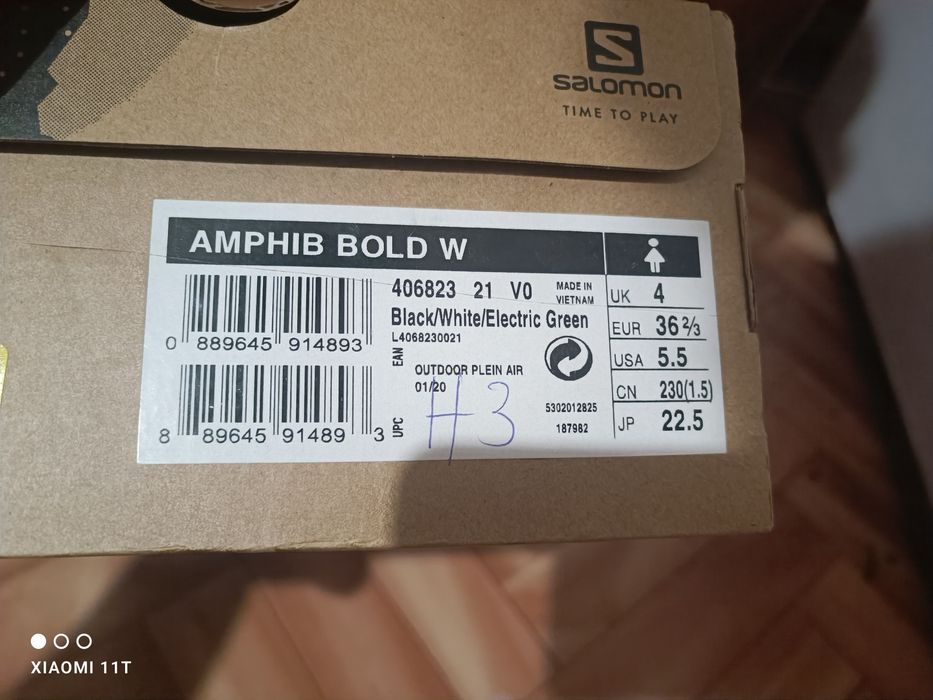 S
SALOMON
TIME TO PLAY
AMPHIB BOLD W
406823 21 V0
MADE IN
VIETNAM
Black/White/Electric Green
L4068230021
0 889645 914893
EAN
OUTDOOR PLEIN AIR
01/20
H3
5302012825
187982
8 89645 91489 3
UPC
UK 4
EUR 36 2/3
USA 5.5
CN 230(1.5)
JP 22.5
XIAOMI 11T